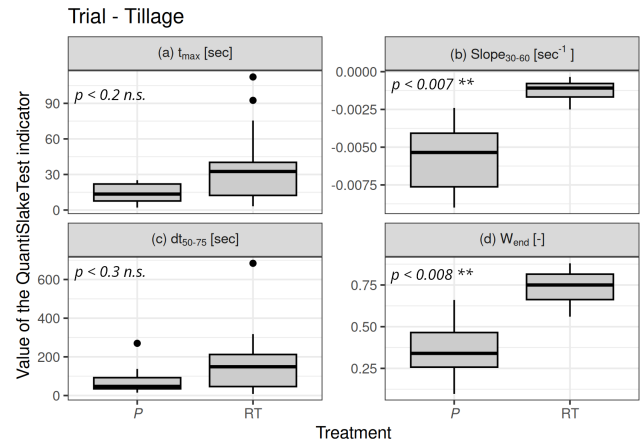 Trial - Tillage
(a) tmax [sec]
(b) Slope30-60 [sec-1 ]
Value of the QuantiSlakeTest indicator
p < 0.2 n.s.
90
60
30
0
p < 0.007 **
0.0000
-0.0025
-0.0050
-0.0075
(c) dt50-75 [sec]
(d) Wend [-]
p < 0.3 n.s.
600
400
200
0
p < 0.008 **
0.75
0.50
0.25
P
RT
P
RT
Treatment